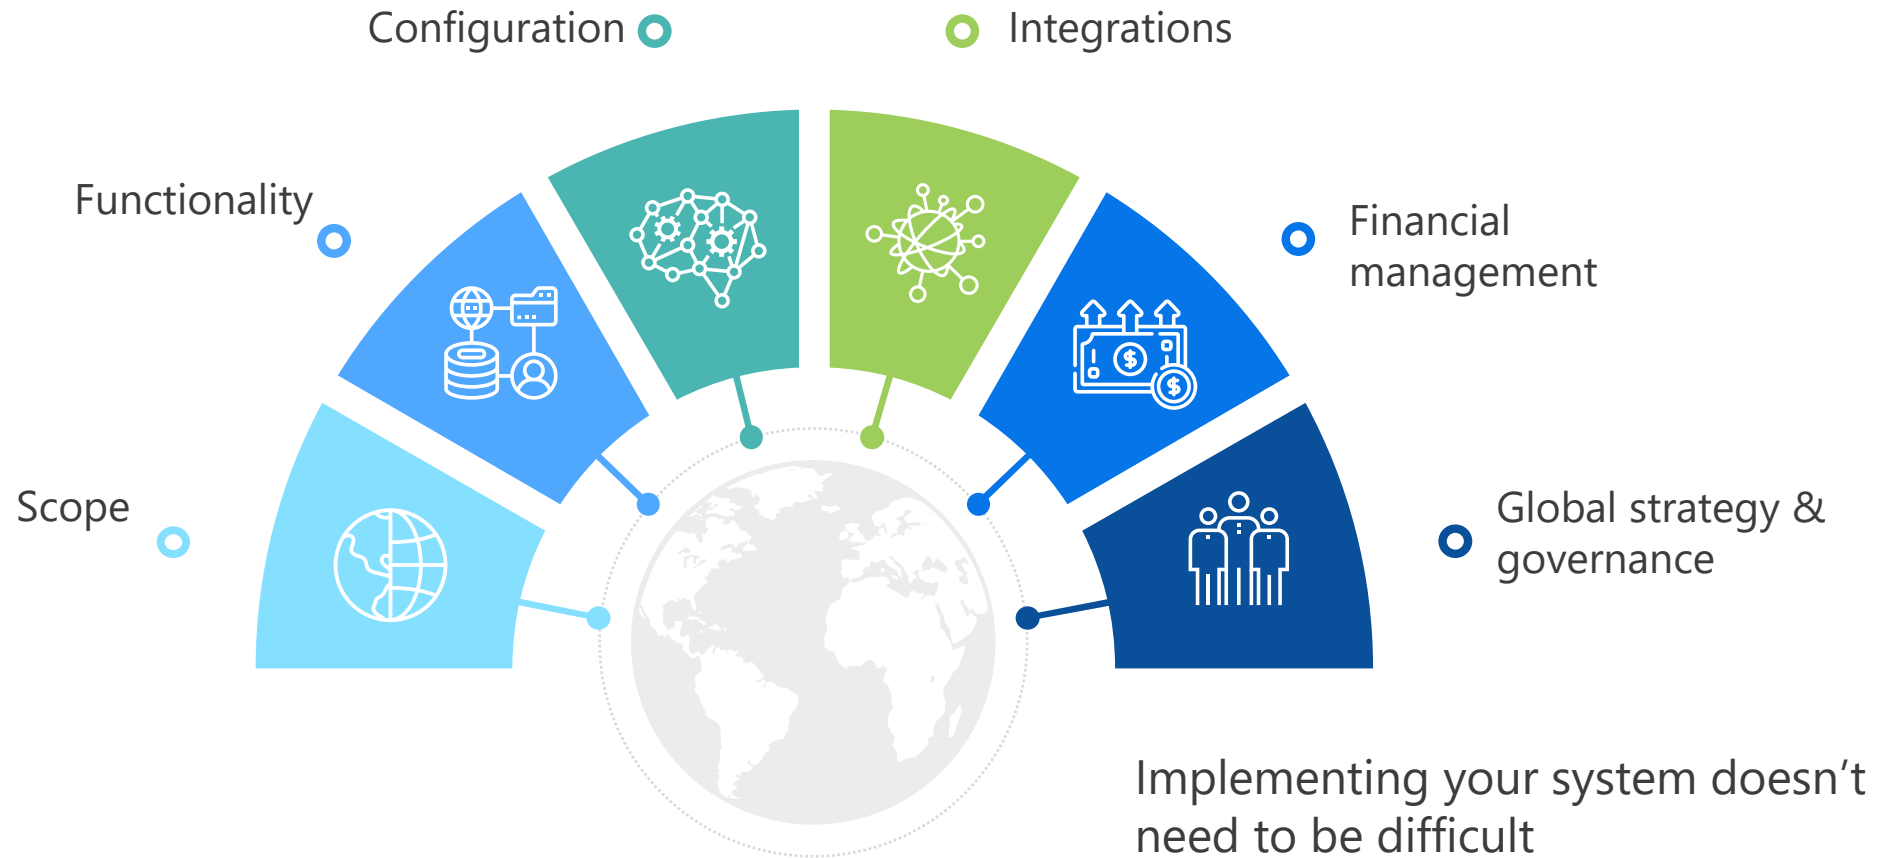 Configuration
Integrations
Functionality
Financial
management
Scope
Global strategy &
governance
Implementing your system doesn’t
need to be difficult